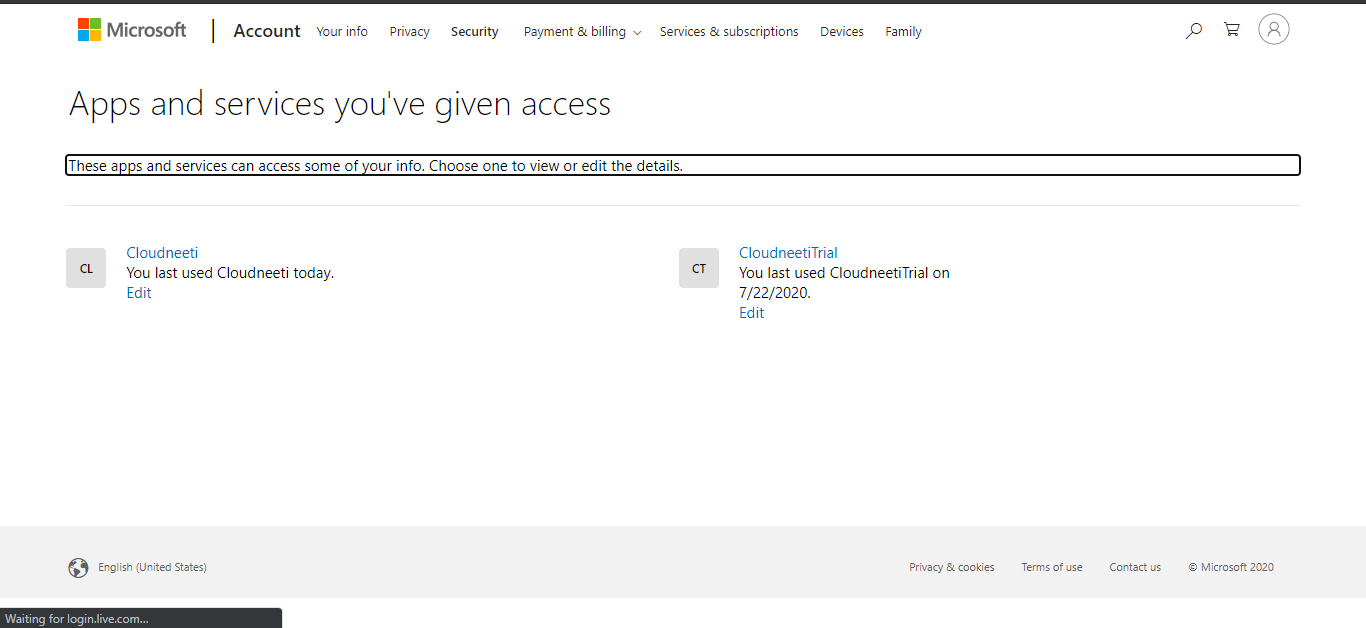 Microsoft | Account Your info Privacy Security Payment & billing Services & subscriptions Devices Family
Apps and services you've given access
These apps and services can access some of your info. Choose one to view or edit the details.
CL
Cloudneeti
You last used Cloudneeti today.
Edit
CT
CloudneetiTrial
You last used CloudneetiTrial on
7/22/2020.
Edit
English (United States) Privacy & cookies Terms of use Contact us © Microsoft 2020
Waiting for login.live.com...